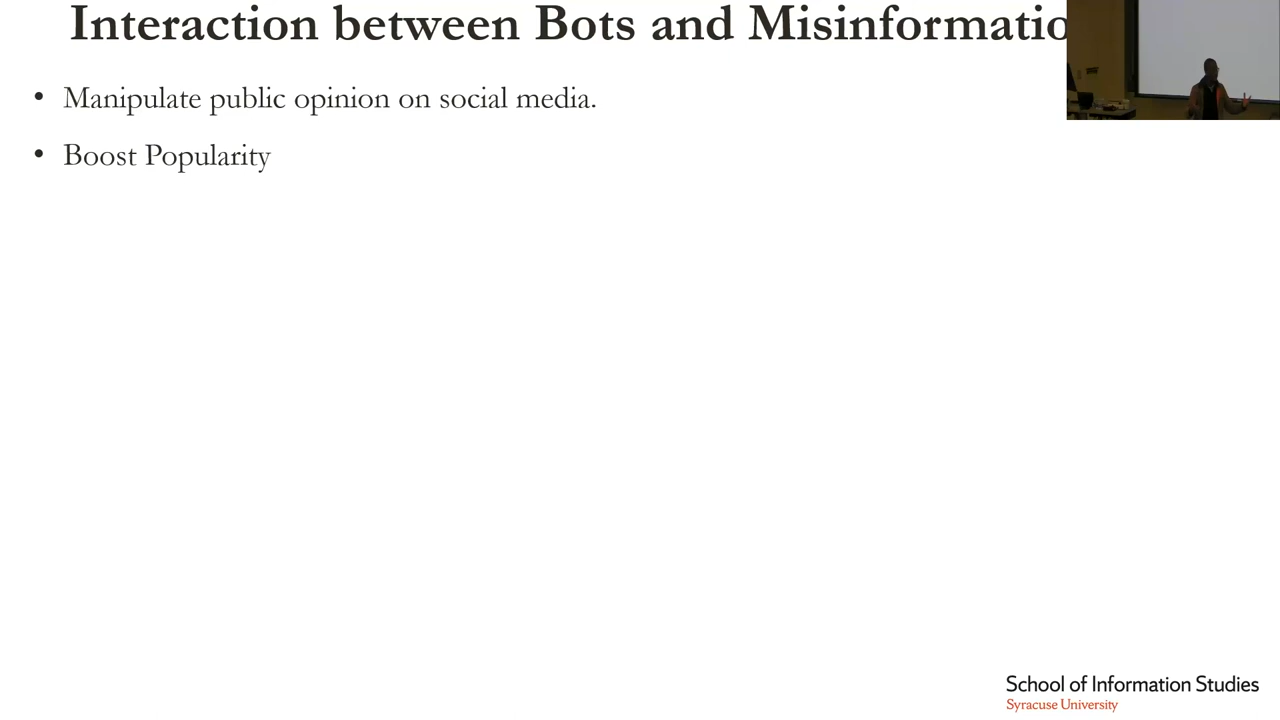 Interaction between Bots and Misinformatio
• Manipulate public opinion on social media.
• Boost Popularity
School of Information Studies
Syracuse University